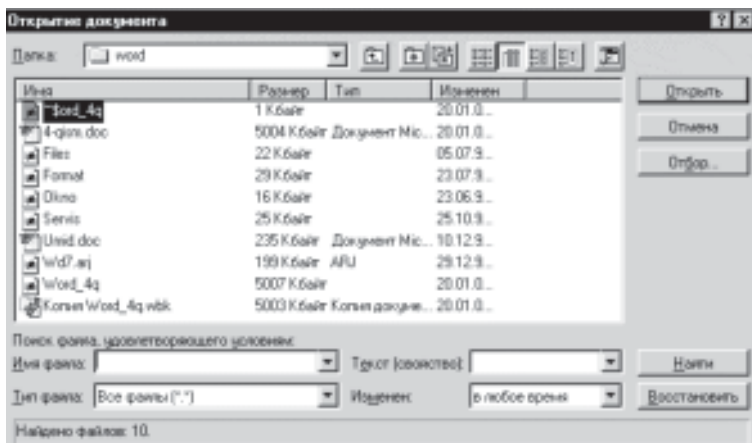 Открытие документа
Папка: word
Имя Размер Тип Изменен
~$ord_4q 1 Кбайт 20.01.0...
4-qism.doc 5004 Кбайт Документ Mic... 20.01.0...
Files 22 Кбайт 05.07.9...
Format 29 Кбайт 23.07.9...
Okno 16 Кбайт 23.06.9...
Servis 25 Кбайт 25.10.9...
Umid.doc 235 Кбайт Документ Mic... 10.12.9...
Wd7.arj 199 Кбайт ARJ 29.12.9...
Word_4q 5007 Кбайт 20.01.0...
Копия Word_4q.wbk 5003 Кбайт Копия докуме... 20.01.0...
Открыть
Отмена
Отбор...
Поиск файла, удовлетворяющего условиям:
Имя файла: Текст (свойство): Найти
Тип файла: Все файлы (*.*) Изменен: в любое время Восстановить
Найдено файлов: 10.